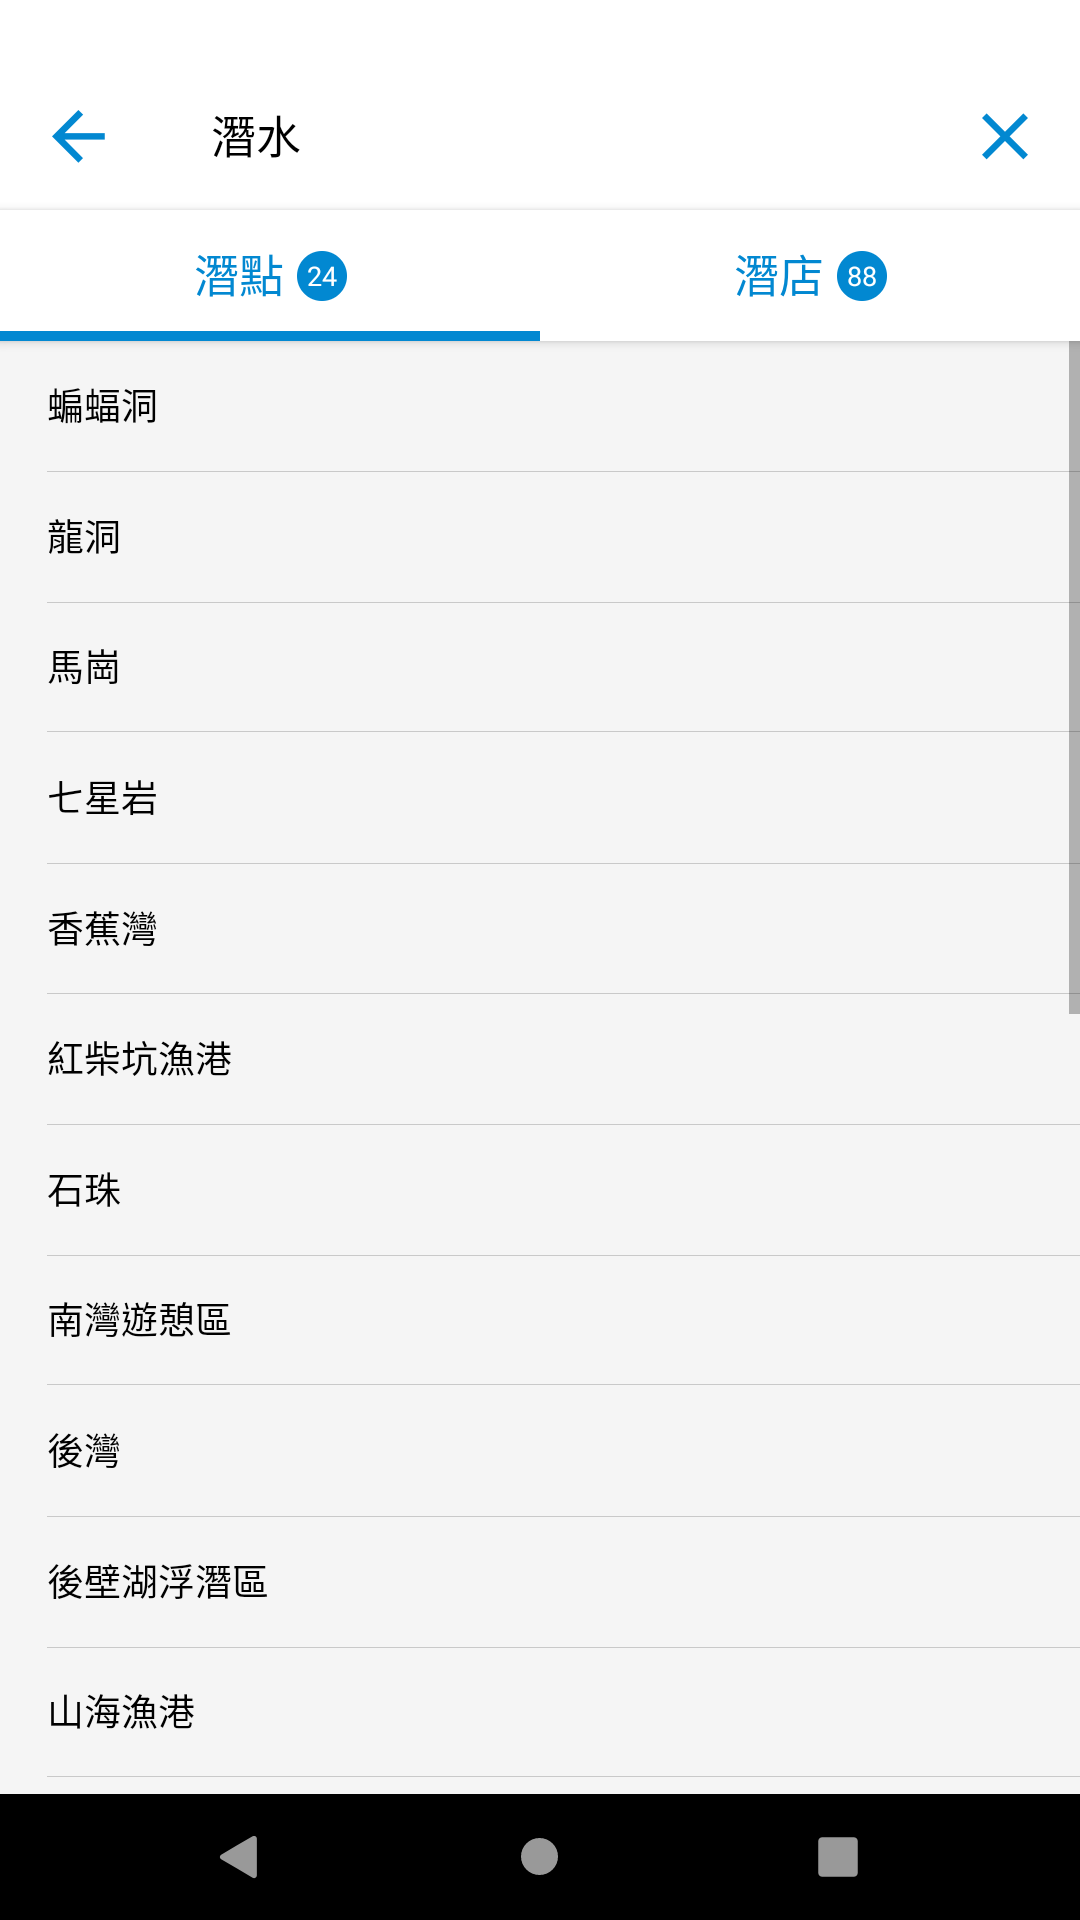 潛水
潛點 24
潛店 88
蝙蝠洞
龍洞
馬崗
七星岩
香蕉灣
紅柴坑漁港
石珠
南灣遊憩區
後灣
後壁湖浮潛區
山海漁港